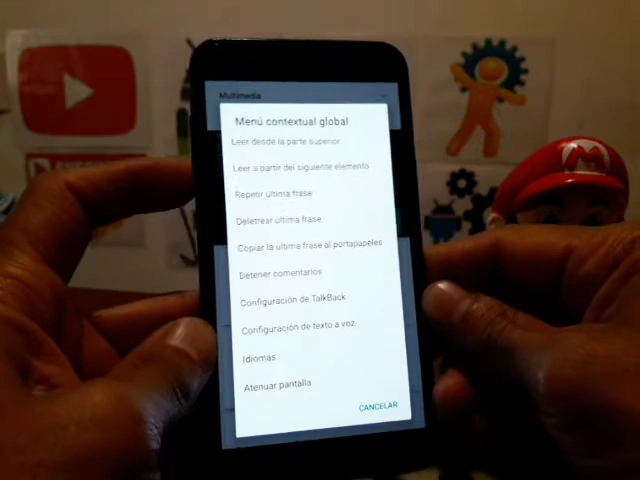 Multimedia
Menú contextual global
Leer desde la parte superior
Leer a partir del siguiente elemento
Repetir última frase
Deletrear última frase
Copiar la última frase al portapapeles
Detener comentarios
Configuración de TalkBack
Configuración de texto a voz
Idiomas
Atenuar pantalla
CANCELAR
M